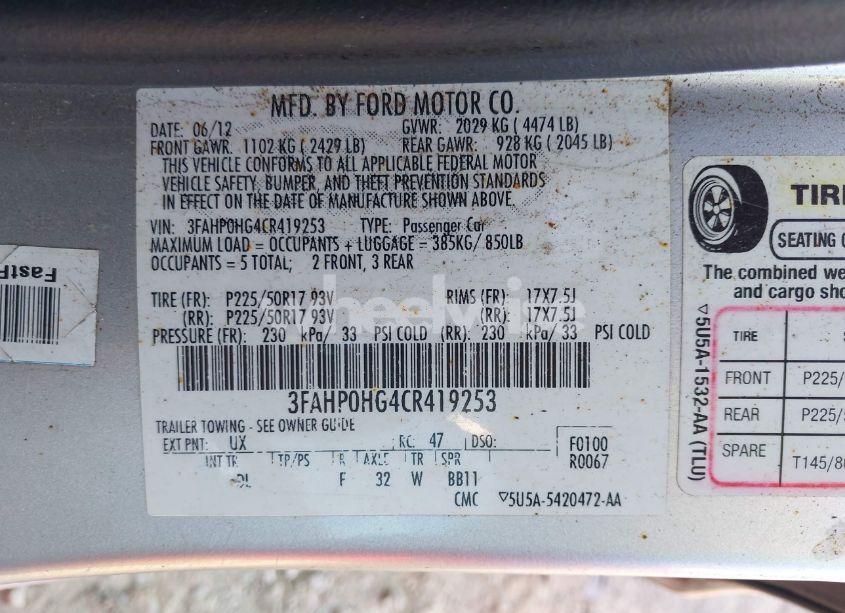 MFD. BY FORD MOTOR CO.
DATE: 06/12 GVWR: 2029 KG ( 4474 LB)
FRONT GAWR: 1102 KG ( 2429 LB) REAR GAWR: 928 KG ( 2045 LB)
THIS VEHICLE CONFORMS TO ALL APPLICABLE FEDERAL MOTOR
VEHICLE SAFETY, BUMPER, AND THEFT PREVENTION STANDARDS
IN EFFECT ON THE DATE OF MANUFACTURE SHOWN ABOVE.
VIN: 3FAHP0HG4CR419253 TYPE: Passenger Car
MAXIMUM LOAD = OCCUPANTS + LUGGAGE = 385KG/ 850LB
OCCUPANTS = 5 TOTAL; 2 FRONT, 3 REAR
TIRE (FR): P225/50R17 93V RIMS (FR): 17X7.5J
(RR): P225/50R17 93V (RR): 17X7.5J
PRESSURE (FR): 230 kPa/ 33 PSI COLD (RR): 230 kPa/ 33 PSI COLD
3FAHP0HG4CR419253
TRAILER TOWING - SEE OWNER GUIDE
EXT PNT: UX RC: 47 DSO: F0100
R0067
INT TR TP/PS R AXLE TR SPR
F 32 W BB11
CMC ▽5U5A-5420472-AA
FastP
wheelwise
▽5U5A-1532-AA (TLU)
TIRE
SEATING
The combined we
and cargo sho
TIRE
FRONT P225/
REAR P225/
SPARE T145/80